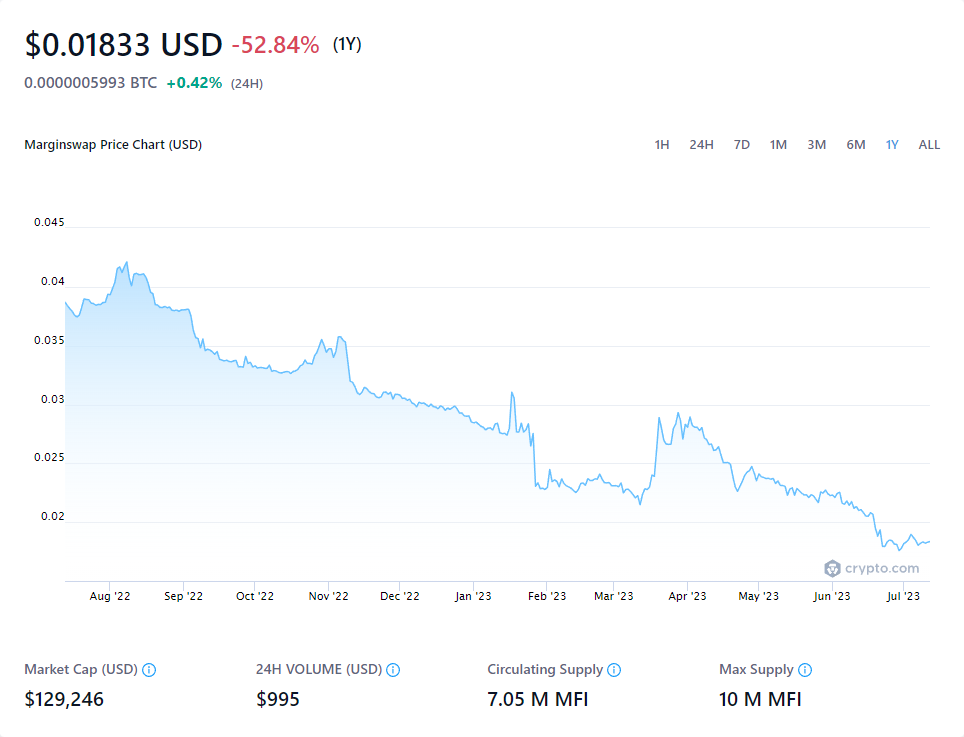 $0.01833 USD -52.84% (1Y)
0.0000005993 BTC +0.42% (24H)
Marginswap Price Chart (USD) 1H 24H 7D 1M 3M 6M 1Y ALL
0.045
0.04
0.035
0.03
0.025
0.02
crypto.com
Aug '22 Sep '22 Oct '22 Nov '22 Dec '22 Jan '23 Feb '23 Mar '23 Apr '23 May '23 Jun '23 Jul '23
Market Cap (USD) 24H VOLUME (USD) Circulating Supply Max Supply
$129,246 $995 7.05 M MFI 10 M MFI